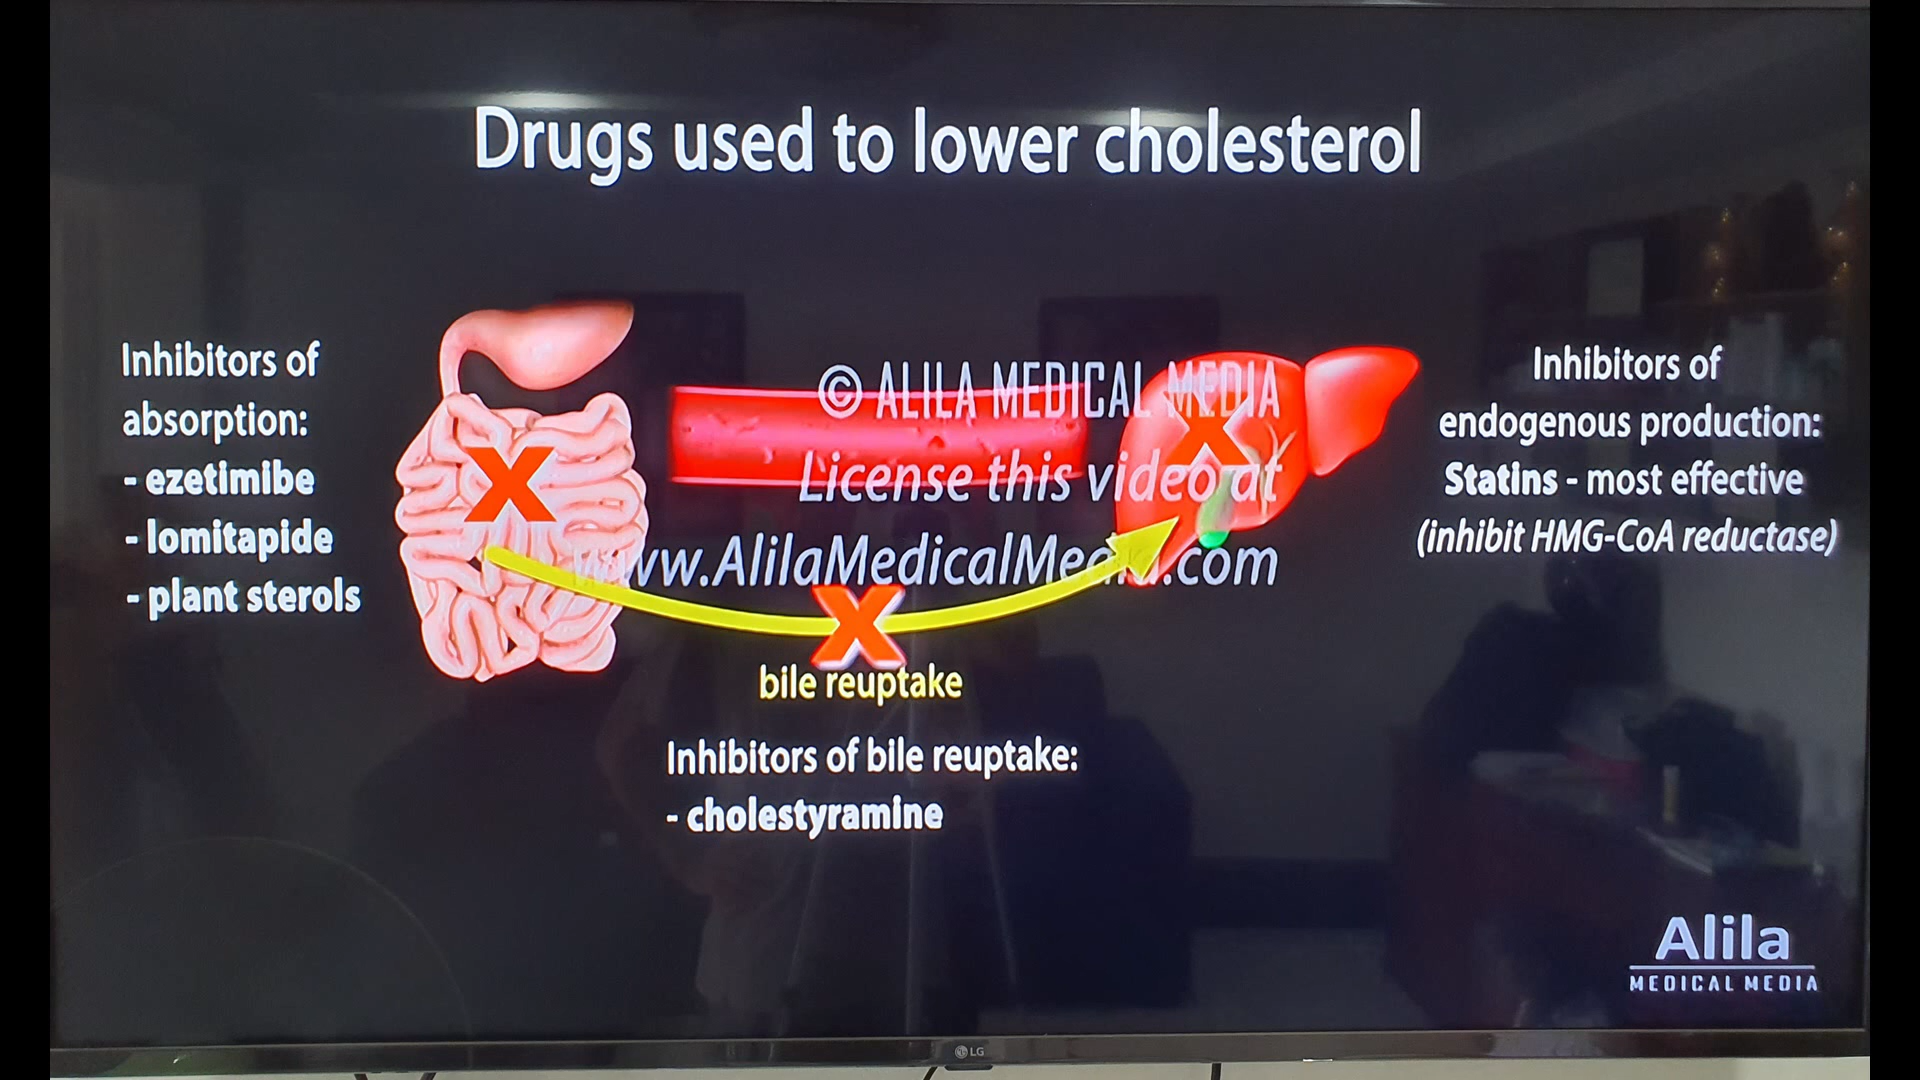 Drugs used to lower cholesterol
Inhibitors of
absorption:
- ezetimibe
- lomitapide
- plant sterols
© ALILA MEDICAL MEDIA
License this video at
www.AlilaMedicalMedia.com
bile reuptake
Inhibitors of bile reuptake:
- cholestyramine
Inhibitors of
endogenous production:
Statins - most effective
(inhibit HMG-CoA reductase)
Alila
MEDICAL MEDIA
LG